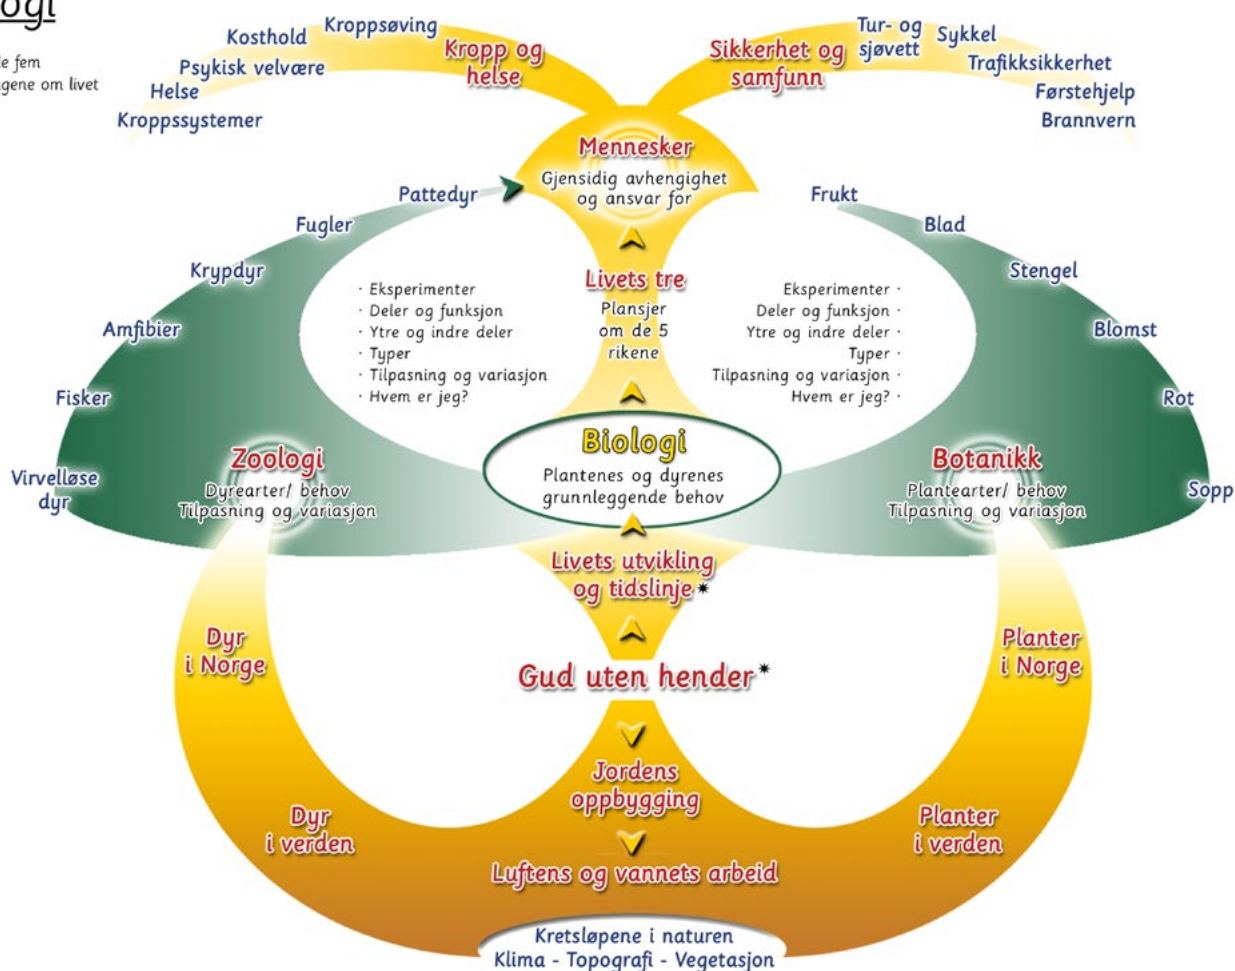 Kroppsøving
Kosthold
Psykisk velvære
Helse
Kroppssystemer
Kropp og
helse
Sikkerhet og
samfunn
Tur- og
sjøvett
Sykkel
Trafikksikkerhet
Førstehjelp
Brannvern
fem
om livet
Mennesker
Gjensidig avhengighet
og ansvar for
Pattedyr
Fugler
Krypdyr
Amfibier
Fisker
Virvelløse
dyr
Frukt
Blad
Stengel
Blomst
Rot
Sopp
Livets tre
Plansjer
om de 5
rikene
· Eksperimenter
· Deler og funksjon
· Ytre og indre deler
· Typer
· Tilpasning og variasjon
· Hvem er jeg?
Eksperimenter ·
Deler og funksjon ·
Ytre og indre deler ·
Typer ·
Tilpasning og variasjon ·
Hvem er jeg? ·
Biologi
Plantenes og dyrenes
grunnleggende behov
Zoologi
Dyrearter/ behov
Tilpasning og variasjon
Botanikk
Plantearter/ behov
Tilpasning og variasjon
Livets utvikling
og tidslinje*
Gud uten hender*
Dyr
i Norge
Planter
i Norge
Jordens
oppbygging
Dyr
i verden
Planter
i verden
Luftens og vannets arbeid
Kretsløpene i naturen
Klima - Topografi - Vegetasjon